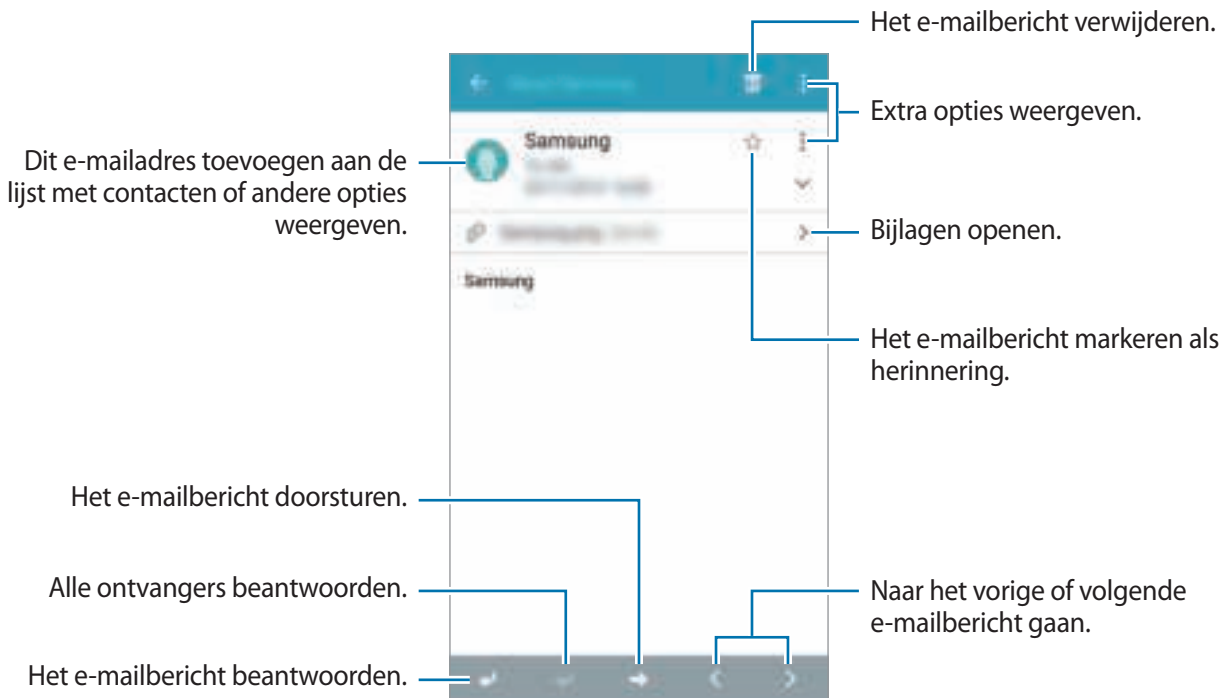 Het e-mailbericht verwijderen.
Extra opties weergeven.
Samsung
Dit e-mailadres toevoegen aan de
lijst met contacten of andere opties
weergeven.
Bijlagen openen.
Samsung
Het e-mailbericht markeren als
herinnering.
Het e-mailbericht doorsturen.
Alle ontvangers beantwoorden.
Naar het vorige of volgende
e-mailbericht gaan.
Het e-mailbericht beantwoorden.